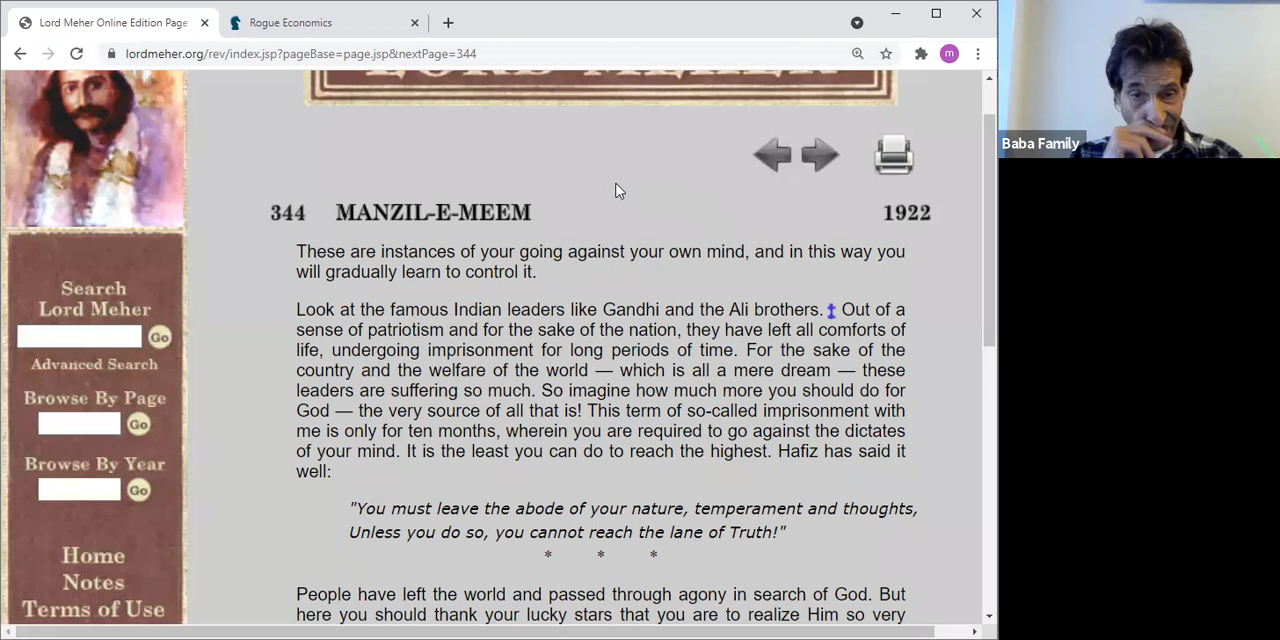 Lord Meher Online Edition Page
Rogue Economics
lordmeher.org/rev/index.jsp?pageBase=page.jsp&nextPage=344
m
Baba Family
LORD MEHER
344 MANZIL-E-MEEM 1922
These are instances of your going against your own mind, and in this way you
will gradually learn to control it.
Look at the famous Indian leaders like Gandhi and the Ali brothers. ‡ Out of a
sense of patriotism and for the sake of the nation, they have left all comforts of
life, undergoing imprisonment for long periods of time. For the sake of the
country and the welfare of the world — which is all a mere dream — these
leaders are suffering so much. So imagine how much more you should do for
God — the very source of all that is! This term of so-called imprisonment with
me is only for ten months, wherein you are required to go against the dictates
of your mind. It is the least you can do to reach the highest. Hafiz has said it
well:
"You must leave the abode of your nature, temperament and thoughts,
Unless you do so, you cannot reach the lane of Truth!"
* * *
People have left the world and passed through agony in search of God. But
here you should thank your lucky stars that you are to realize Him so very
Search
Lord Meher
Go
Advanced Search
Browse By Page
Go
Browse By Year
Go
Home
Notes
Terms of Use